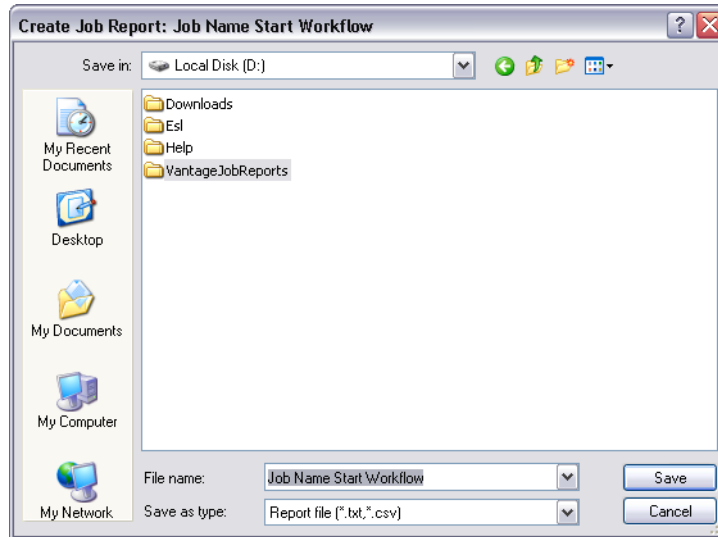 Create Job Report: Job Name Start Workflow
Save in: Local Disk (D:)
Downloads
Esl
Help
VantageJobReports
My Recent
Documents
Desktop
My Documents
My Computer
My Network
File name: Job Name Start Workflow Save
Save as type: Report file (*.txt,*.csv) Cancel